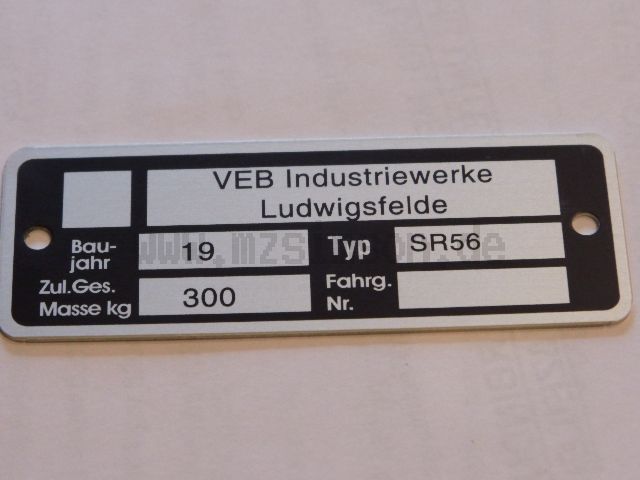 VEB Industriewerke
Ludwigsfelde
Bau-
jahr
19
Typ
SR56
Zul.Ges.
Masse kg
300
Fahrg.
Nr.